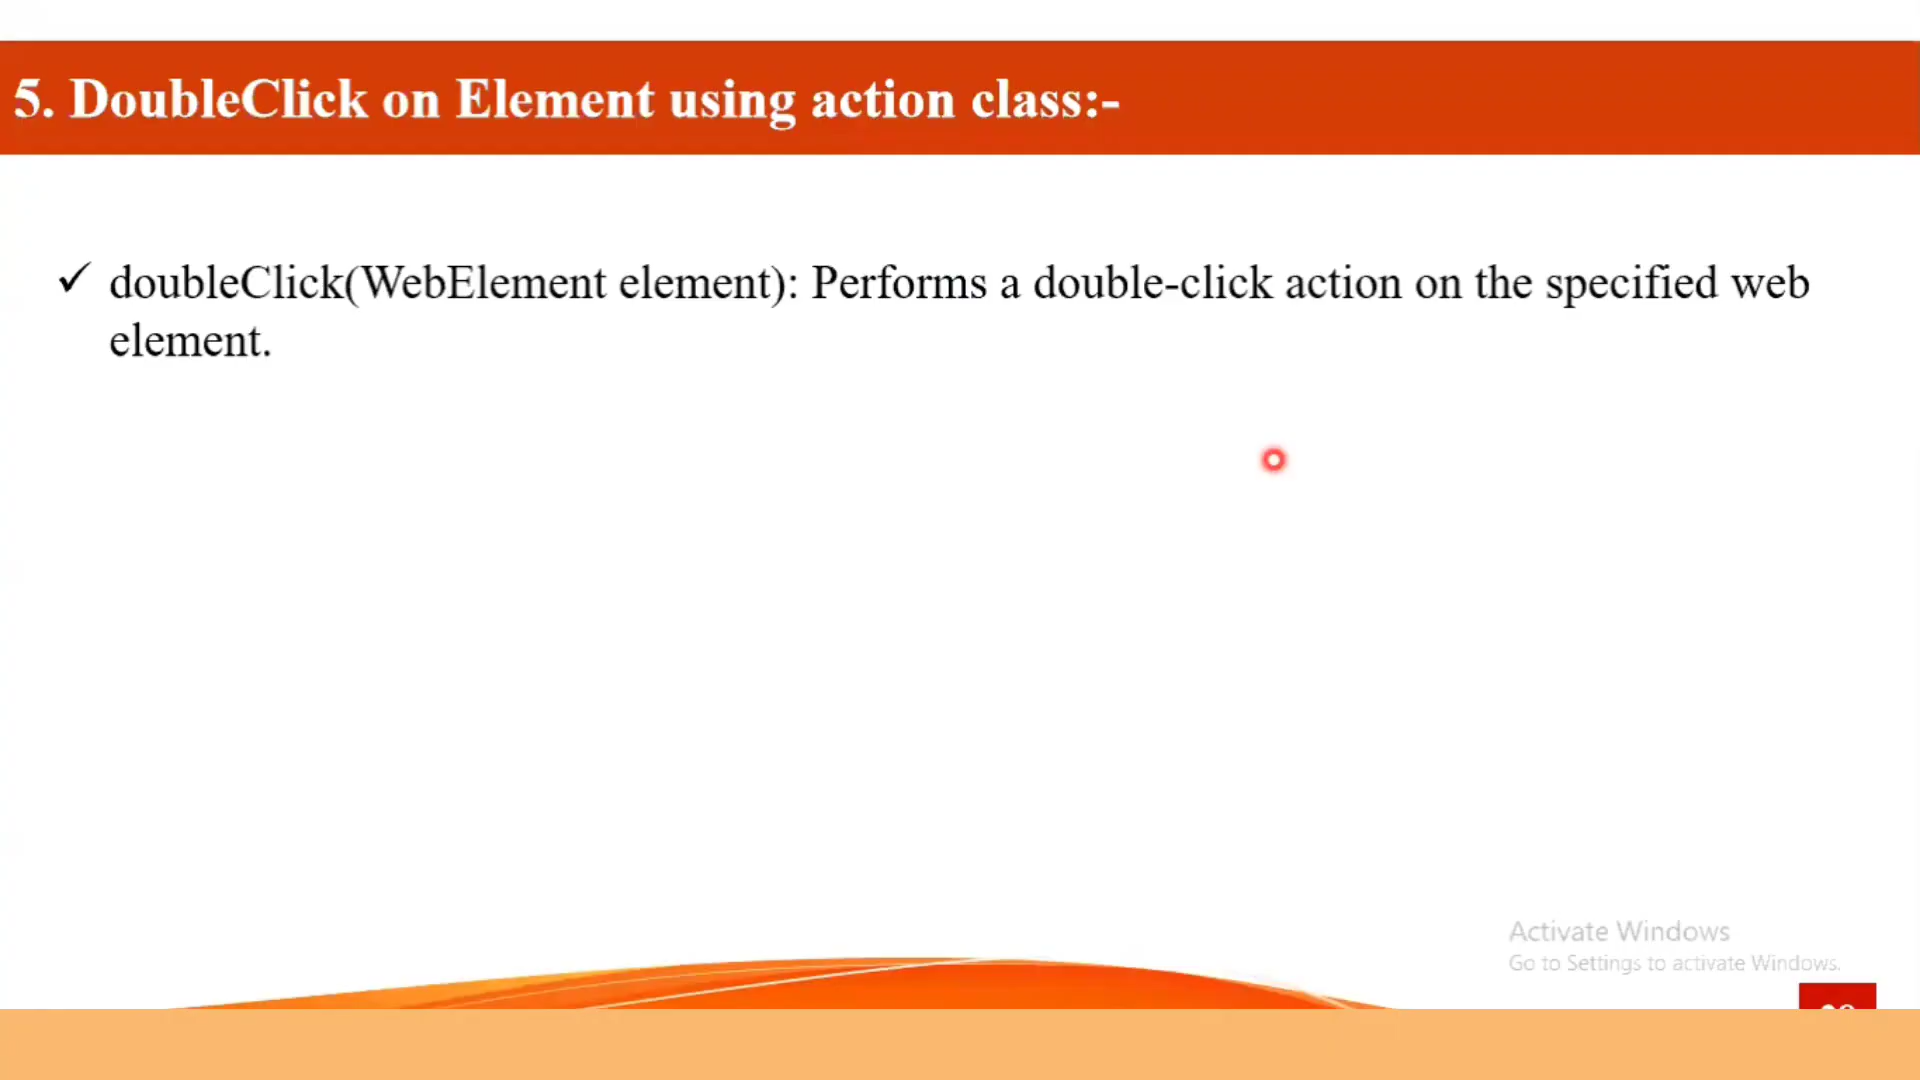 5. DoubleClick on Element using action class:-
✓ doubleClick(WebElement element): Performs a double-click action on the specified web
element.
Activate Windows
Go to Settings to activate Windows.